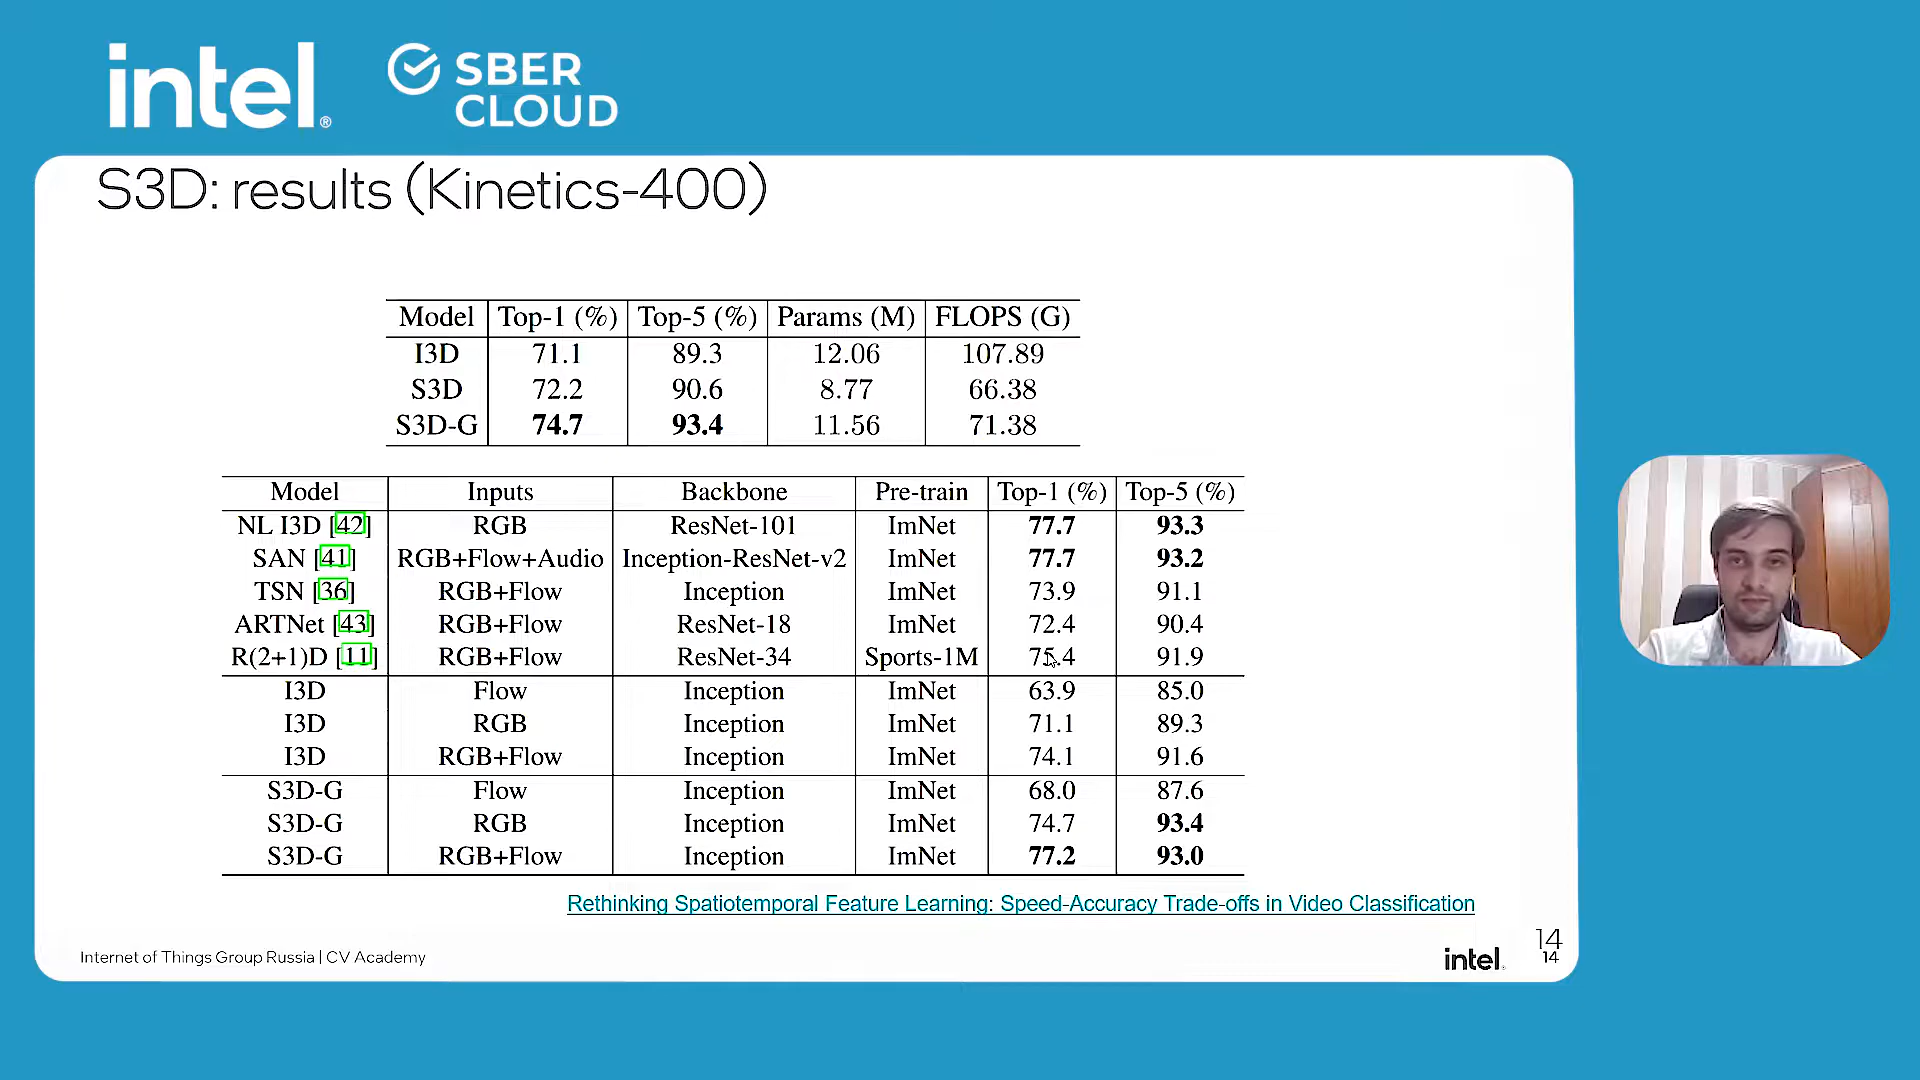 intel®
SBER
CLOUD
S3D: results (Kinetics-400)
Model Top-1 (%) Top-5 (%) Params (M) FLOPS (G)
I3D 71.1 89.3 12.06 107.89
S3D 72.2 90.6 8.77 66.38
S3D-G 74.7 93.4 11.56 71.38
Model Inputs Backbone Pre-train Top-1 (%) Top-5 (%)
NL I3D [42] RGB ResNet-101 ImNet 77.7 93.3
SAN [41] RGB+Flow+Audio Inception-ResNet-v2 ImNet 77.7 93.2
TSN [36] RGB+Flow Inception ImNet 73.9 91.1
ARTNet [43] RGB+Flow ResNet-18 ImNet 72.4 90.4
R(2+1)D [11] RGB+Flow ResNet-34 Sports-1M 75.4 91.9
I3D Flow Inception ImNet 63.9 85.0
I3D RGB Inception ImNet 71.1 89.3
I3D RGB+Flow Inception ImNet 74.1 91.6
S3D-G Flow Inception ImNet 68.0 87.6
S3D-G RGB Inception ImNet 74.7 93.4
S3D-G RGB+Flow Inception ImNet 77.2 93.0
Rethinking Spatiotemporal Feature Learning: Speed-Accuracy Trade-offs in Video Classification
Internet of Things Group Russia | CV Academy
intel.
14
14